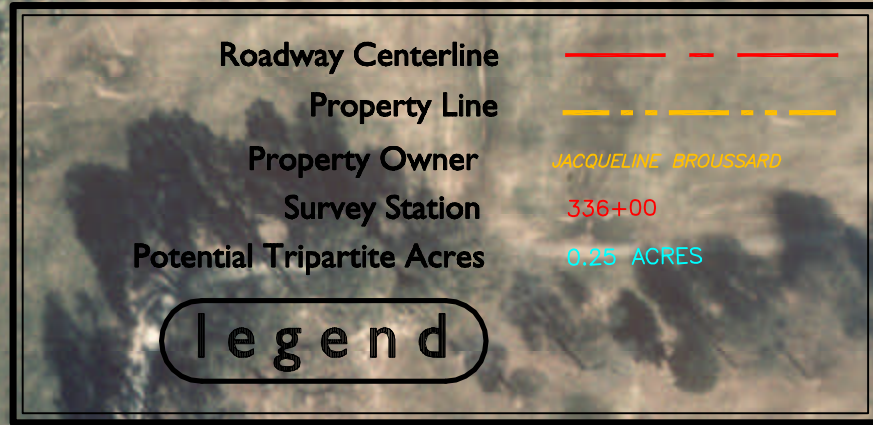 Roadway Centerline
Property Line
Property Owner JACQUELINE BROUSSARD
Survey Station 336+00
Potential Tripartite Acres 0.25 ACRES
legend